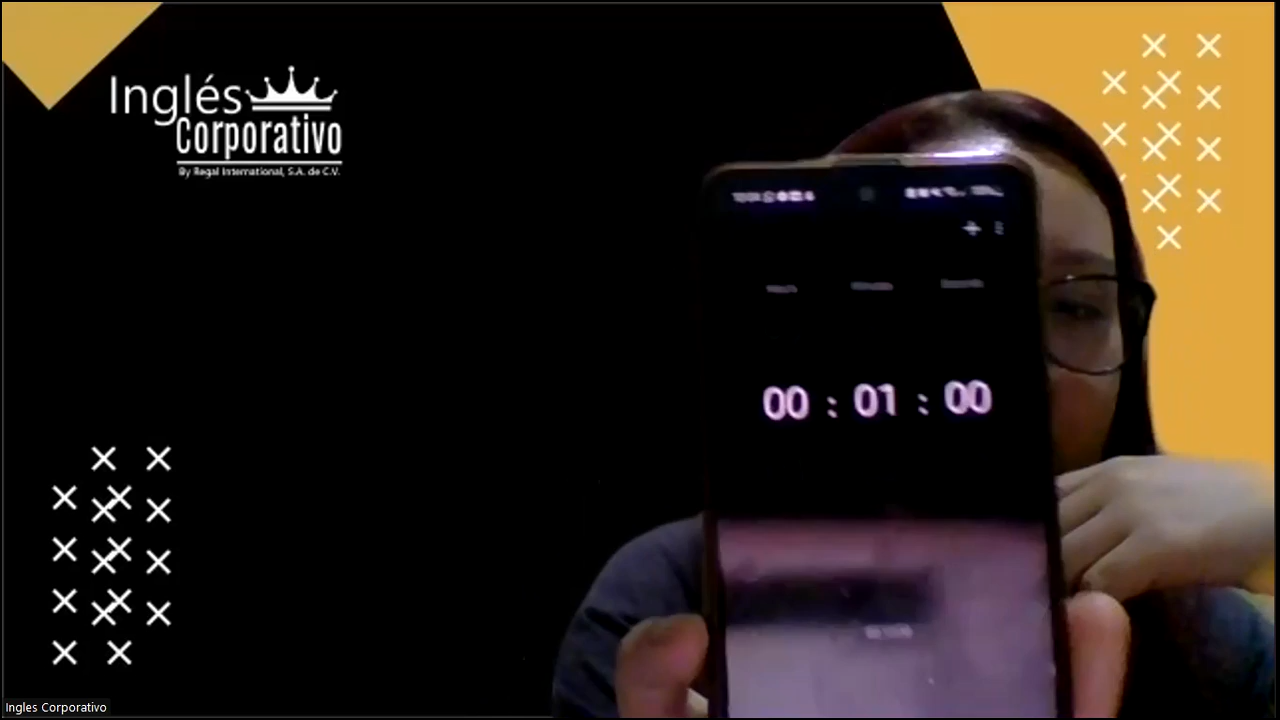 Inglés
Corporativo
By Regal International, S.A. de C.V.
00 : 01 : 00
Ingles Corporativo